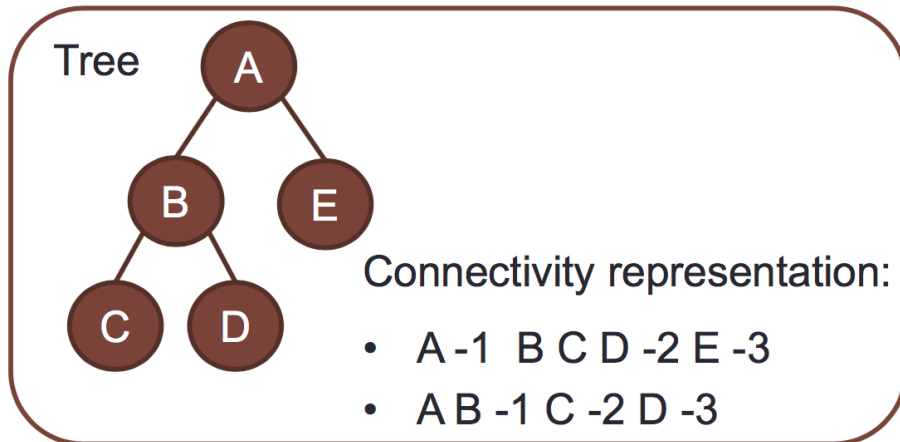 Tree
A
B
E
C
D
Connectivity representation:
• A -1 B C D -2 E -3
• A B -1 C -2 D -3